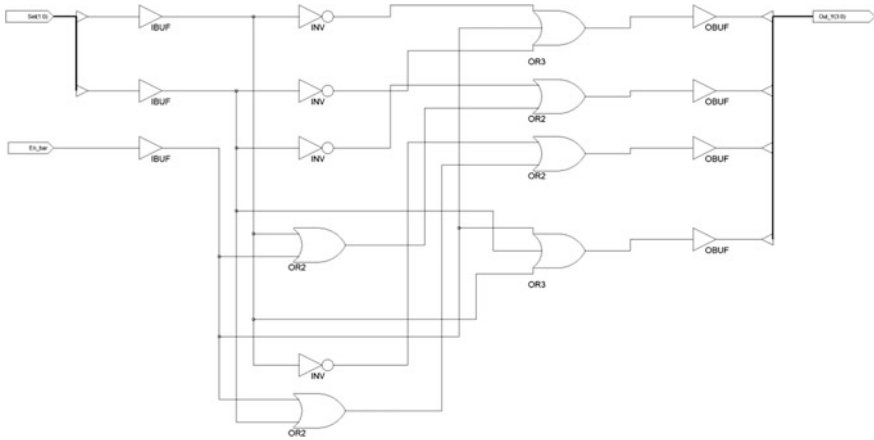 Sel(1:0)
IBUF
INV
OR3
OBUF
Out_Y(3:0)
IBUF
INV
OR2
OBUF
En_bar
IBUF
INV
OR2
OBUF
OR2
OR3
OBUF
INV
OR2